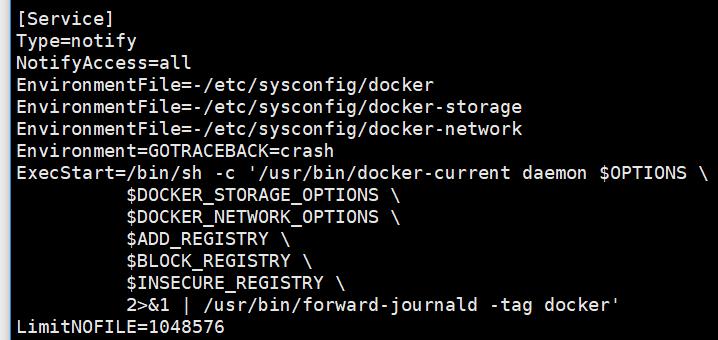 [Service]
Type=notify
NotifyAccess=all
EnvironmentFile=-/etc/sysconfig/docker
EnvironmentFile=-/etc/sysconfig/docker-storage
EnvironmentFile=-/etc/sysconfig/docker-network
Environment=GOTRACEBACK=crash
ExecStart=/bin/sh -c '/usr/bin/docker-current daemon $OPTIONS \
          $DOCKER_STORAGE_OPTIONS \
          $DOCKER_NETWORK_OPTIONS \
          $ADD_REGISTRY \
          $BLOCK_REGISTRY \
          $INSECURE_REGISTRY \
          2>&1 | /usr/bin/forward-journald -tag docker'
LimitNOFILE=1048576